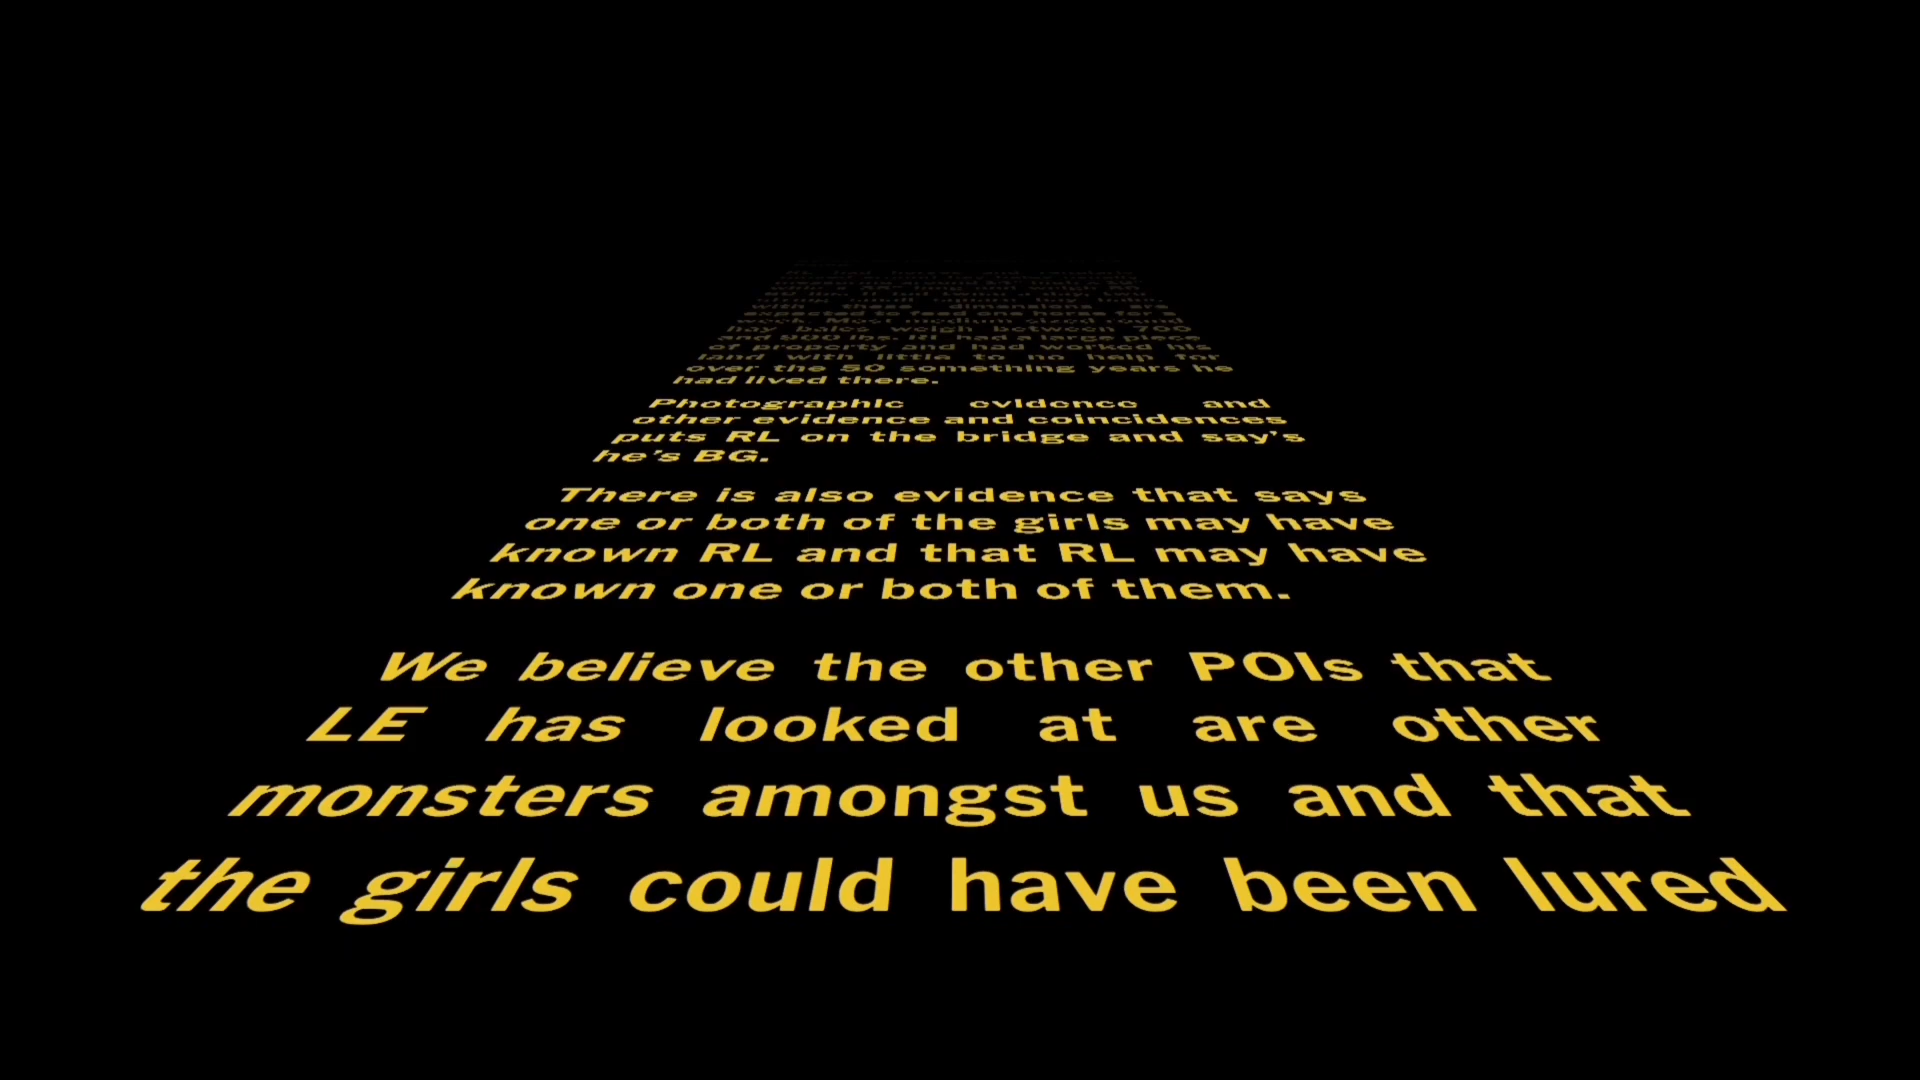 with these dimensions are
expected to feed one horse for a
week. Most medium sized round
hay bales weigh between 700
and 900 lbs. RL had a large piece
of property and had worked his
land with little to no help for
over the 50 something years he
had lived there.
Photographic evidence and
other evidence and coincidences
puts RL on the bridge and say's
he's BG.
There is also evidence that says
one or both of the girls may have
known RL and that RL may have
known one or both of them.
We believe the other POIs that
LE has looked at are other
monsters amongst us and that
the girls could have been lured